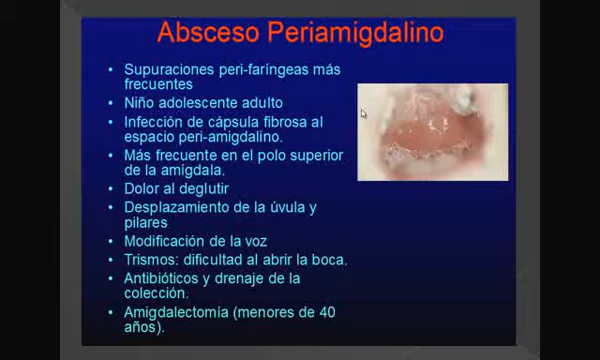 Absceso Periamigdalino
• Supuraciones peri-faríngeas más
frecuentes
• Niño adolescente adulto
• Infección de cápsula fibrosa al
espacio peri-amigdalino.
• Más frecuente en el polo superior
de la amígdala.
• Dolor al deglutir
• Desplazamiento de la úvula y
pilares
• Modificación de la voz
• Trismos: dificultad al abrir la boca.
• Antibióticos y drenaje de la
colección.
• Amigdalectomía (menores de 40
años).